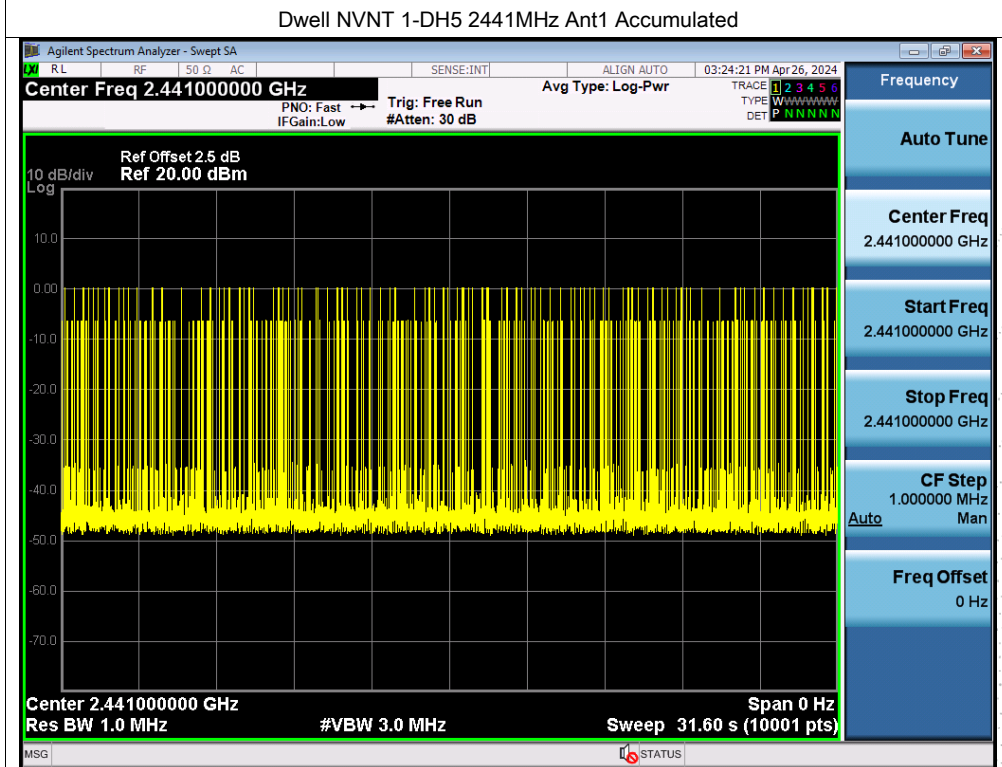 Dwell NVNT 1-DH5 2441MHz Ant1 Accumulated
Agilent Spectrum Analyzer - Swept SA
LXI RL RF 50 Ω AC SENSE:INT ALIGN AUTO 03:24:21 PM Apr 26, 2024
Center Freq 2.441000000 GHz
PNO: Fast
IFGain:Low
Trig: Free Run
#Atten: 30 dB
Avg Type: Log-Pwr
TRACE 1 2 3 4 5 6
TYPE WWWWWWW
DET P N N N N N
Ref Offset 2.5 dB
10 dB/div Ref 20.00 dBm
Log
10.0
0.00
-10.0
-20.0
-30.0
-40.0
-50.0
-60.0
-70.0
Center 2.441000000 GHz Span 0 Hz
Res BW 1.0 MHz #VBW 3.0 MHz Sweep 31.60 s (10001 pts)
MSG STATUS
Frequency
Auto Tune
Center Freq
2.441000000 GHz
Start Freq
2.441000000 GHz
Stop Freq
2.441000000 GHz
CF Step
1.000000 MHz
Auto Man
Freq Offset
0 Hz